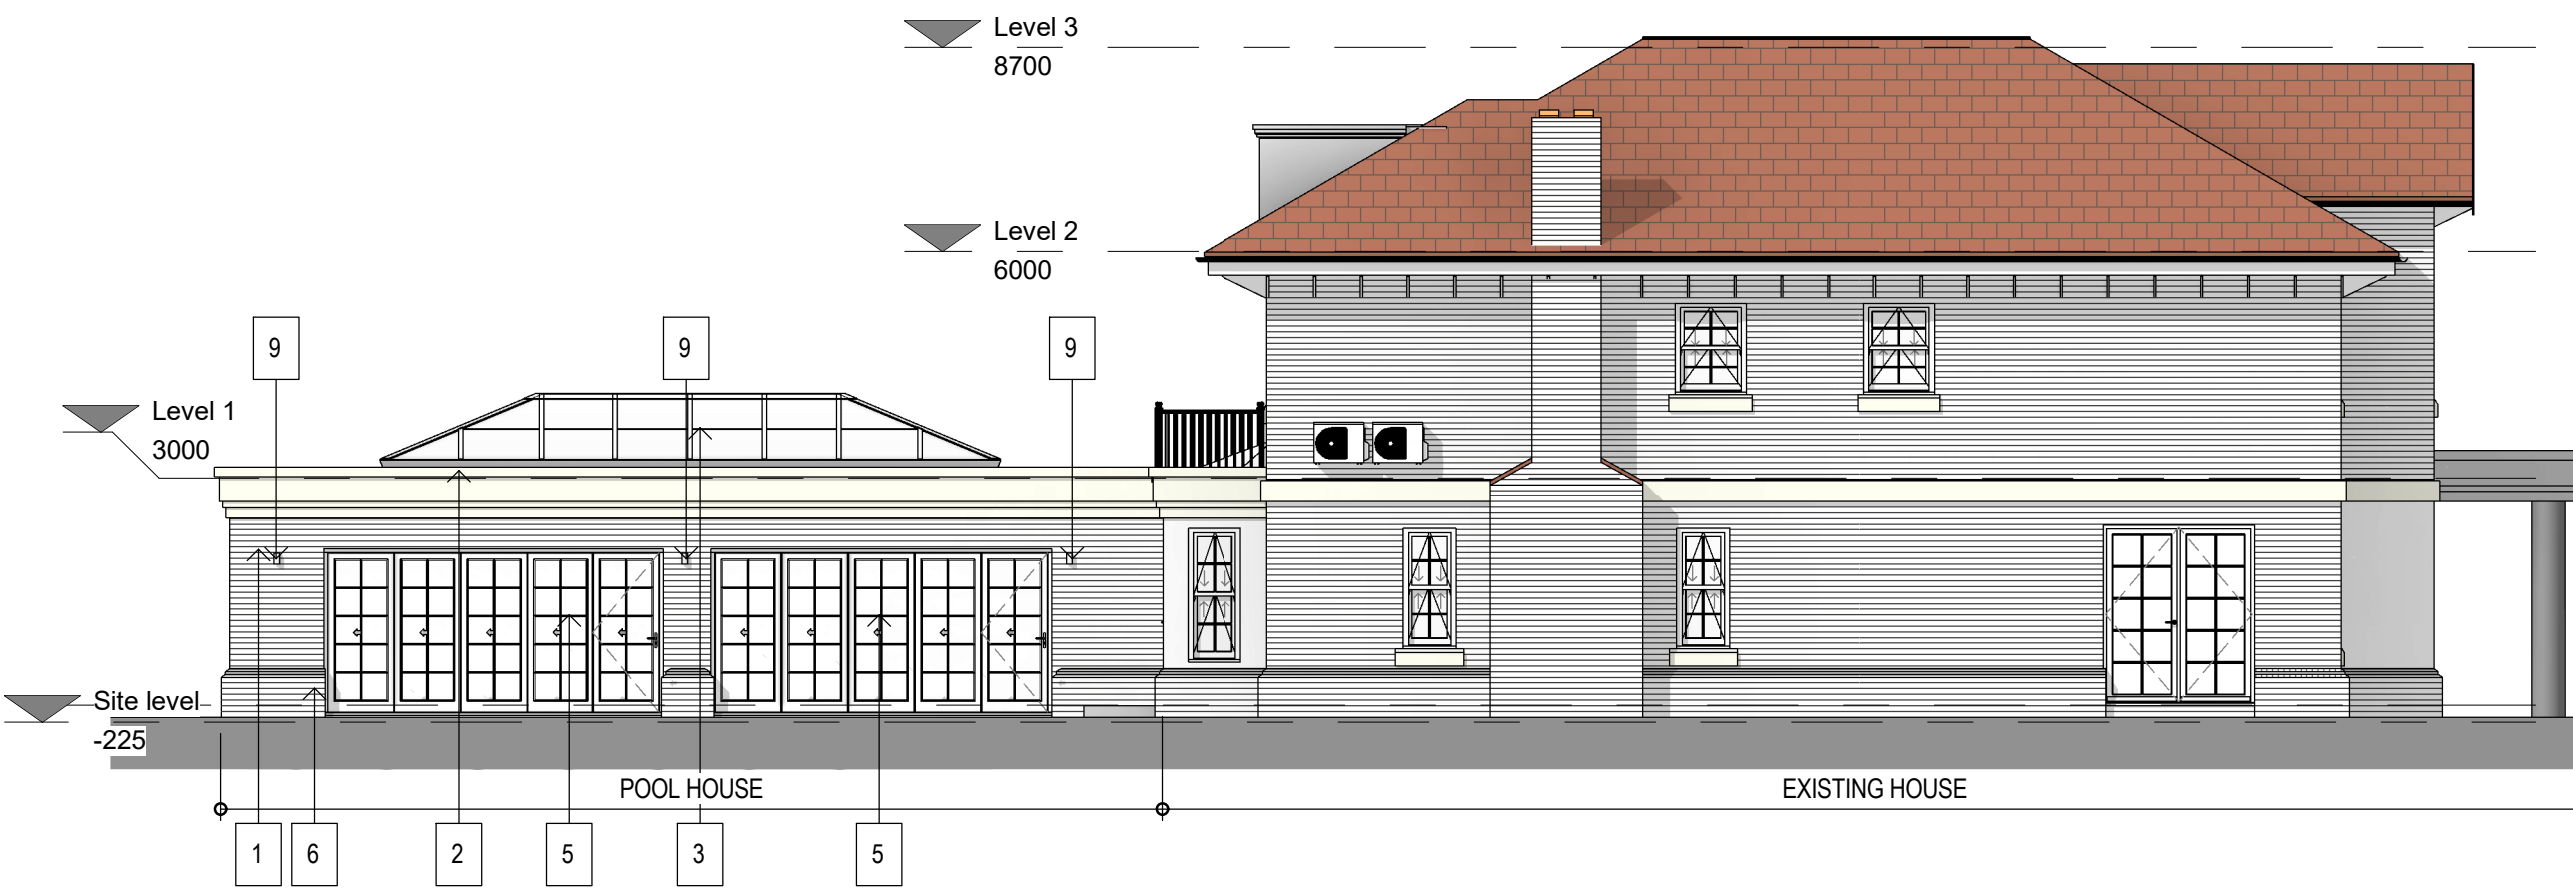 Level 3
8700
Level 2
6000
9
9
9
Level 1
3000
Site level
-225
POOL HOUSE
EXISTING HOUSE
1
6
2
5
3
5